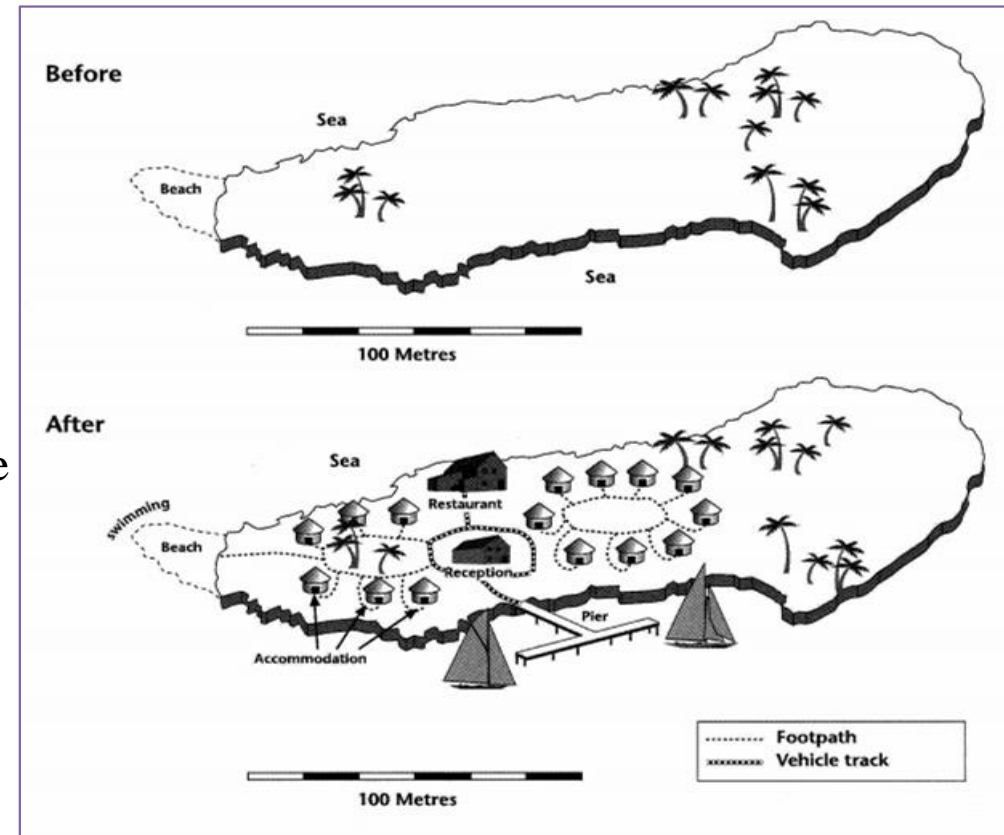 Before
Sea
Beach
Sea
100 Metres
After
e
Sea
swimming
Restaurant
Beach
Reception
Pier
Accommodation
Footpath
Vehicle track
100 Metres